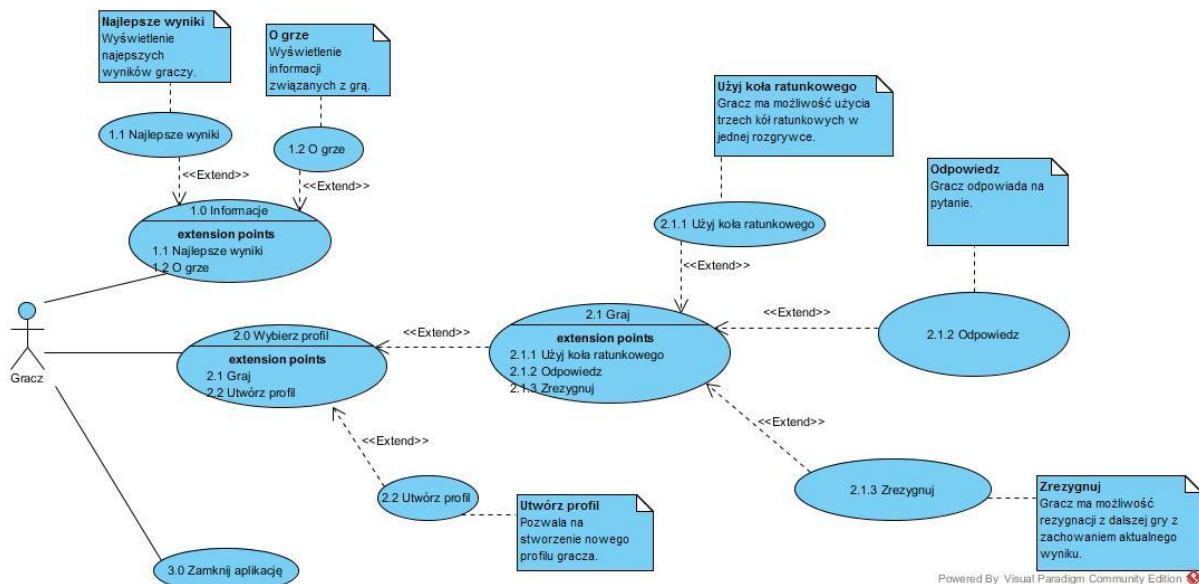 Najlepsze wyniki
Wyświetlenie
najepszych
wyników graczy.
O grze
Wyświetlenie
informacji
związanych z grą.
1.1 Najlepsze wyniki
1.2 O grze
<<Extend>>
<<Extend>>
1.0 Informacje
extension points
1.1 Najlepsze wyniki
1.2 O grze
Użyj koła ratunkowego
Gracz ma możliwość użycia
trzech kół ratunkowych w
jednej rozgrywce.
Odpowiedz
Gracz odpowiada na
pytanie.
2.1.1 Użyj koła ratunkowego
<<Extend>>
Gracz
2.0 Wybierz profil
extension points
2.1 Graj
2.2 Utwórz profil
<<Extend>>
2.1 Graj
extension points
2.1.1 Użyj koła ratunkowego
2.1.2 Odpowiedz
2.1.3 Zrezygnuj
<<Extend>>
2.1.2 Odpowiedz
<<Extend>>
<<Extend>>
2.2 Utwórz profil
Utwórz profil
Pozwala na
stworzenie nowego
profilu gracza.
2.1.3 Zrezygnuj
Zrezygnuj
Gracz ma możliwość
rezygnacji z dalszej gry z
zachowaniem aktualnego
wyniku.
3.0 Zamknij aplikację
Powered By Visual Paradigm Community Edition